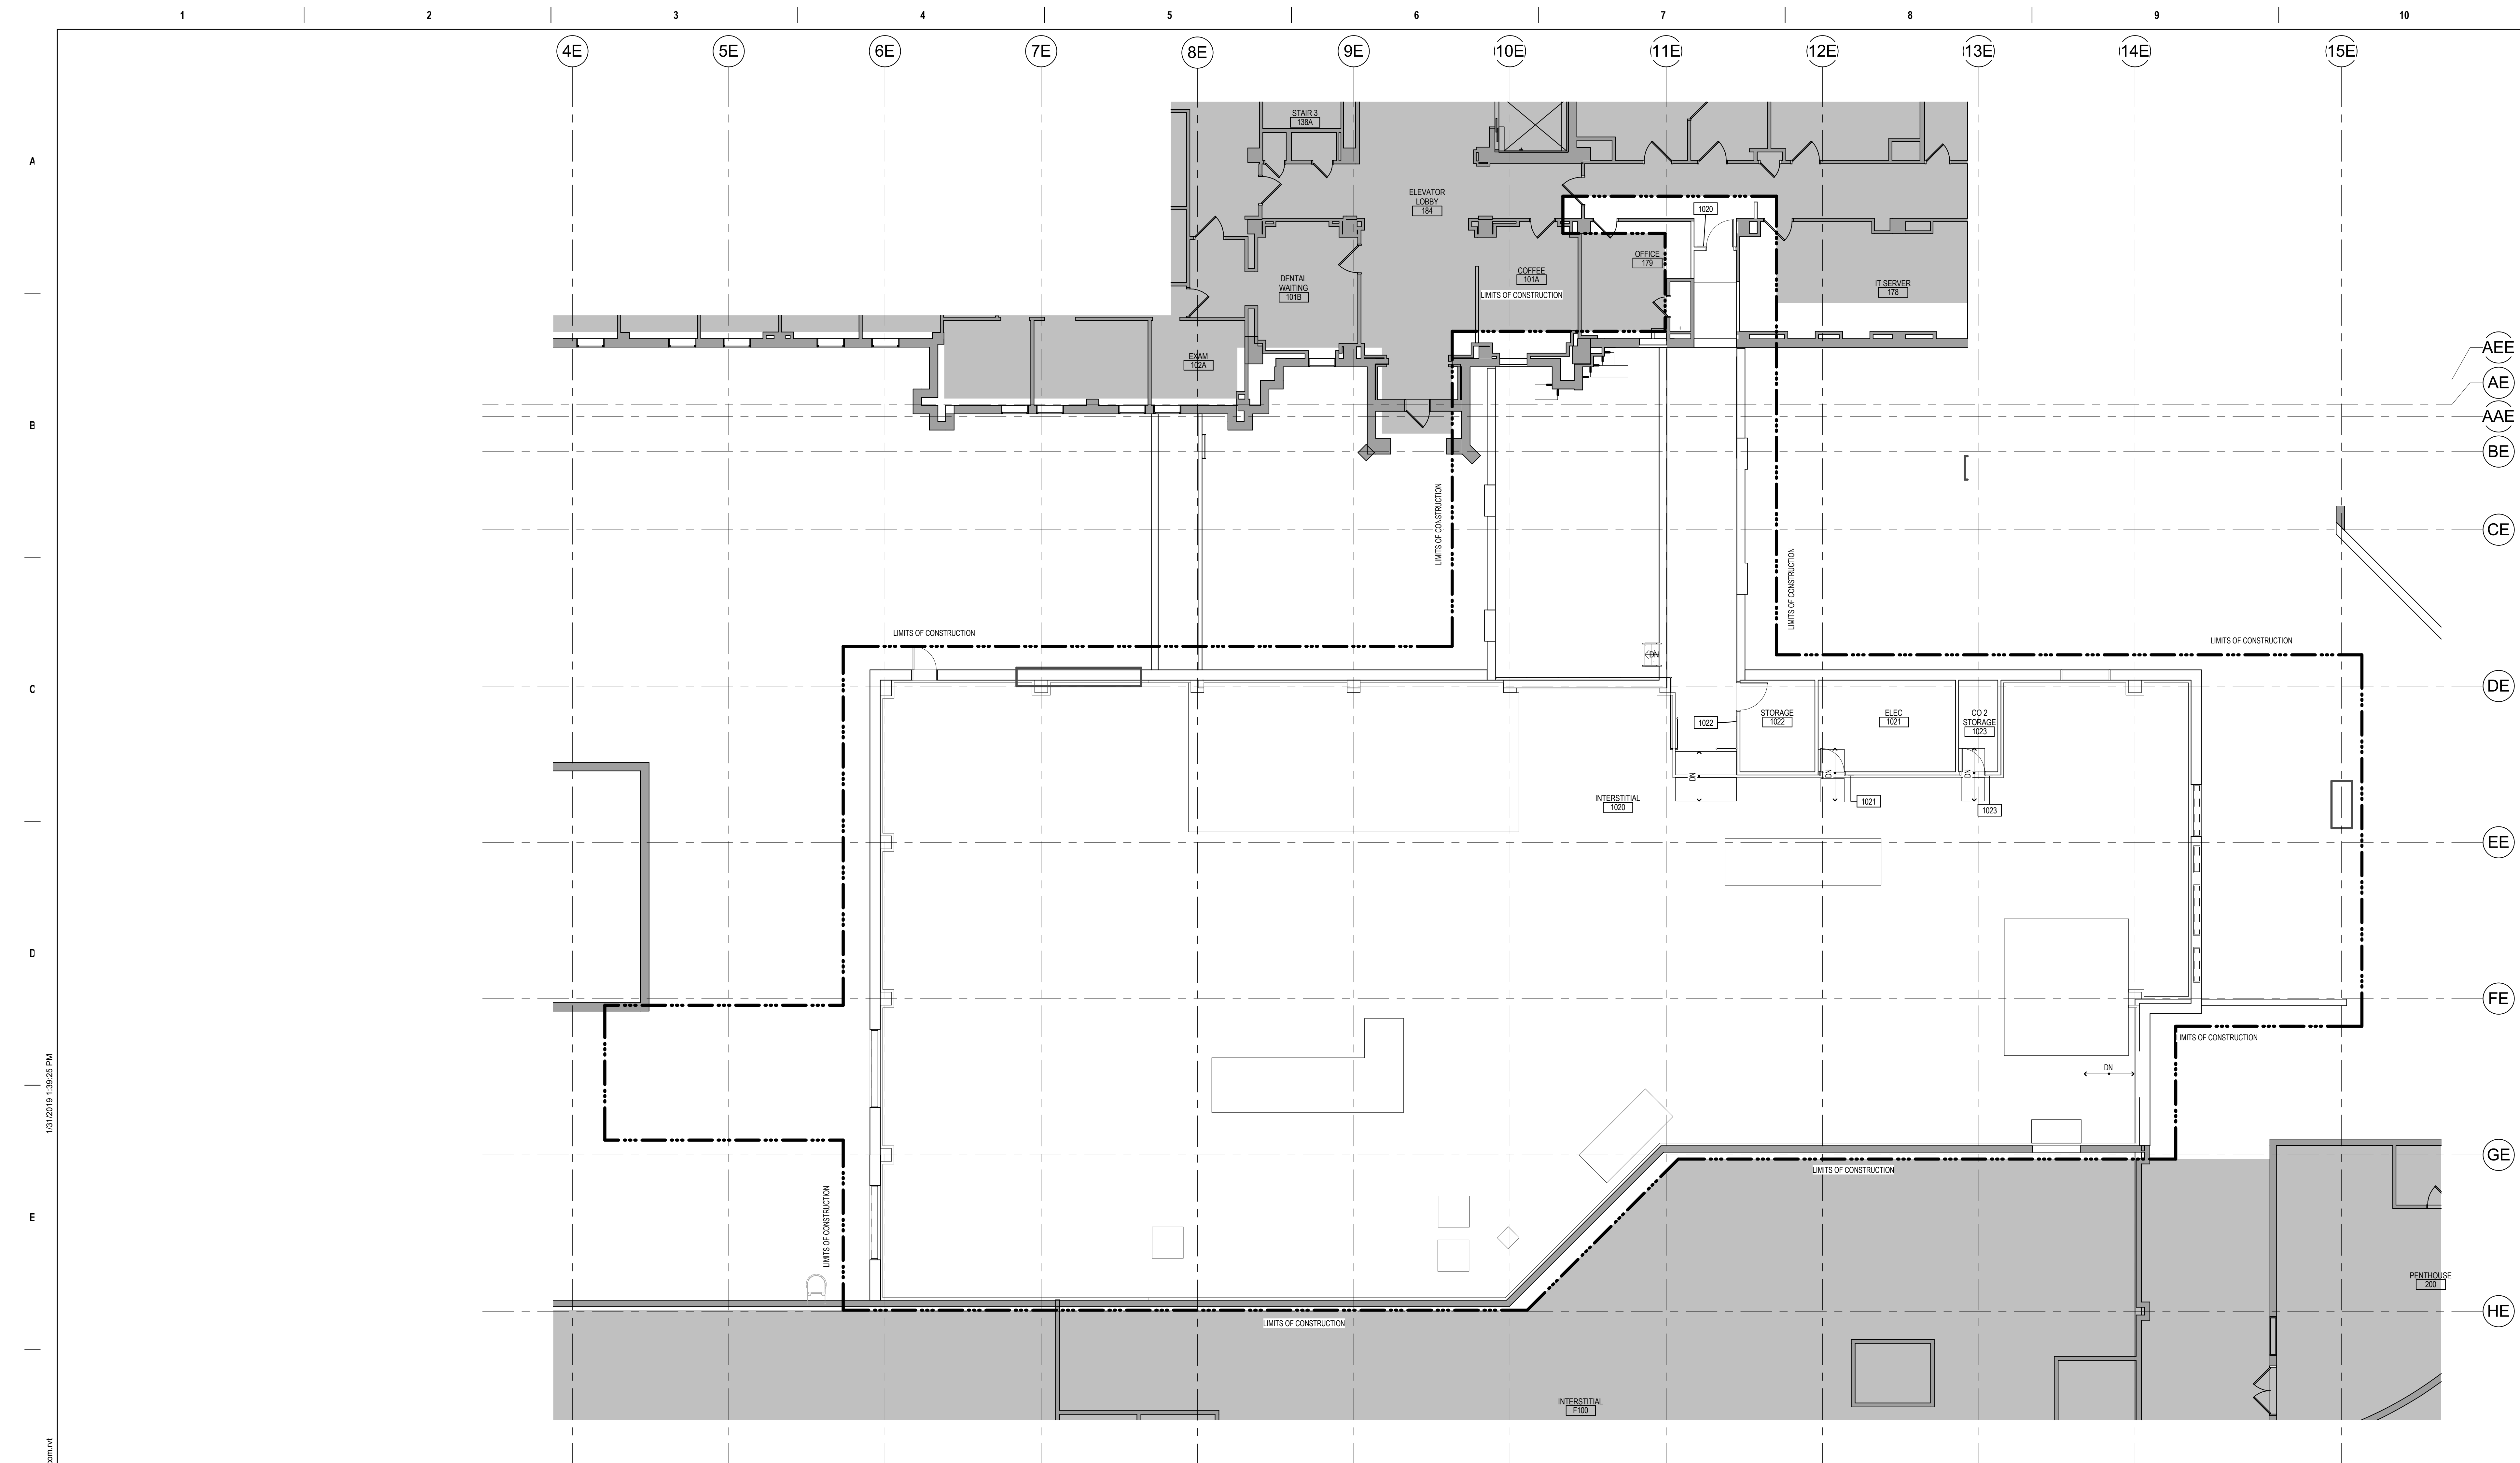 1 2 3 4 5 6 7 8 9 10
4E 5E 6E 7E 8E 9E 10E 11E 12E 13E 14E 15E
STAIR 3
138A
A
ELEVATOR
LOBBY
184
1020
OFFICE
179
COFFEE
101A
DENTAL
WAITING
101B
IT SERVER
178
LIMITS OF CONSTRUCTION
EXAM
102A
AEE
AE
AAE
B
BE
LIMITS OF CONSTRUCTION
CE
LIMITS OF CONSTRUCTION
LIMITS OF CONSTRUCTION
LIMITS OF CONSTRUCTION
DN
C
DE
STORAGE
1022
ELEC
1021
CO 2
STORAGE
1023
1022
DN
DN
DN
INTERSTITIAL
1020
1021
1023
EE
D
FE
LIMITS OF CONSTRUCTION
DN
1/31/2019 1:39:25 PM
GE
LIMITS OF CONSTRUCTION
E
LIMITS OF CONSTRUCTION
PENTHOUSE
200
HE
LIMITS OF CONSTRUCTION
INTERSTITIAL
F100
com.rvt